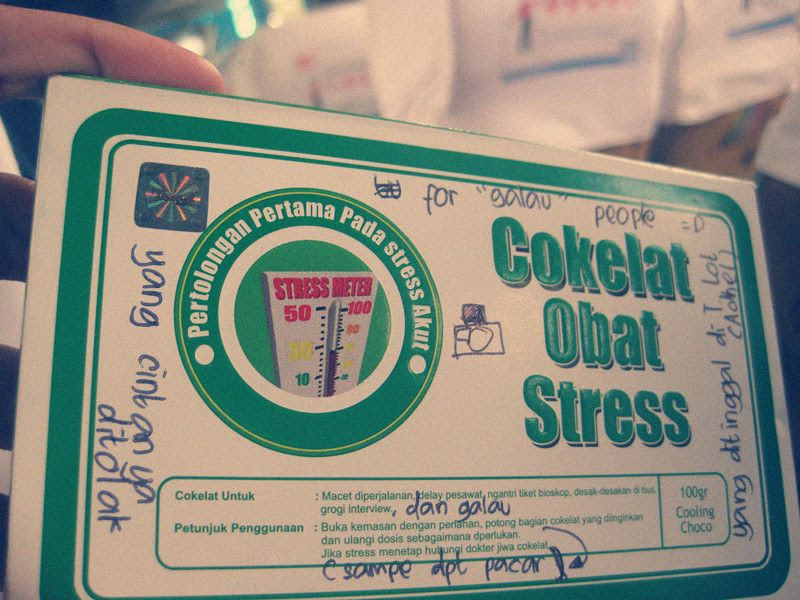 for "galau" people =D
Pertolongan Pertama Pada stress Akut
STRESS METER
50 100
10
Cokelat
Obat
Stress
yang cintanya
ditolak
yang ditinggal di T
Cokelat Untuk : Macet diperjalanan, delay pesawat, ngantri tiket bioskop, desak-desakan di bus,
grogi interview, dan galau
Petunjuk Penggunaan : Buka kemasan dengan perlahan, potong bagian cokelat yang diinginkan
dan ulangi dosis sebagaimana dperlukan.
Jika stress menetap hubungi dokter jiwa cokelat
(sampe dpt pacar)
100gr
Cooling
Choco